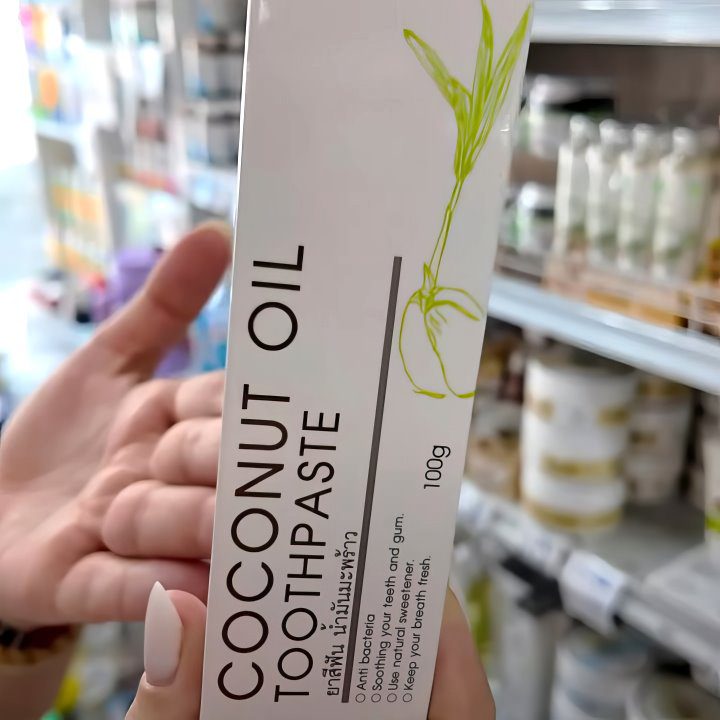 COCONUT OIL
TOOTHPASTE
ยาสีฟัน น้ำมันมะพร้าว
Anti bacteria
Soothing your teeth and gum.
Use natural sweetener.
Keep your breath fresh.
100g